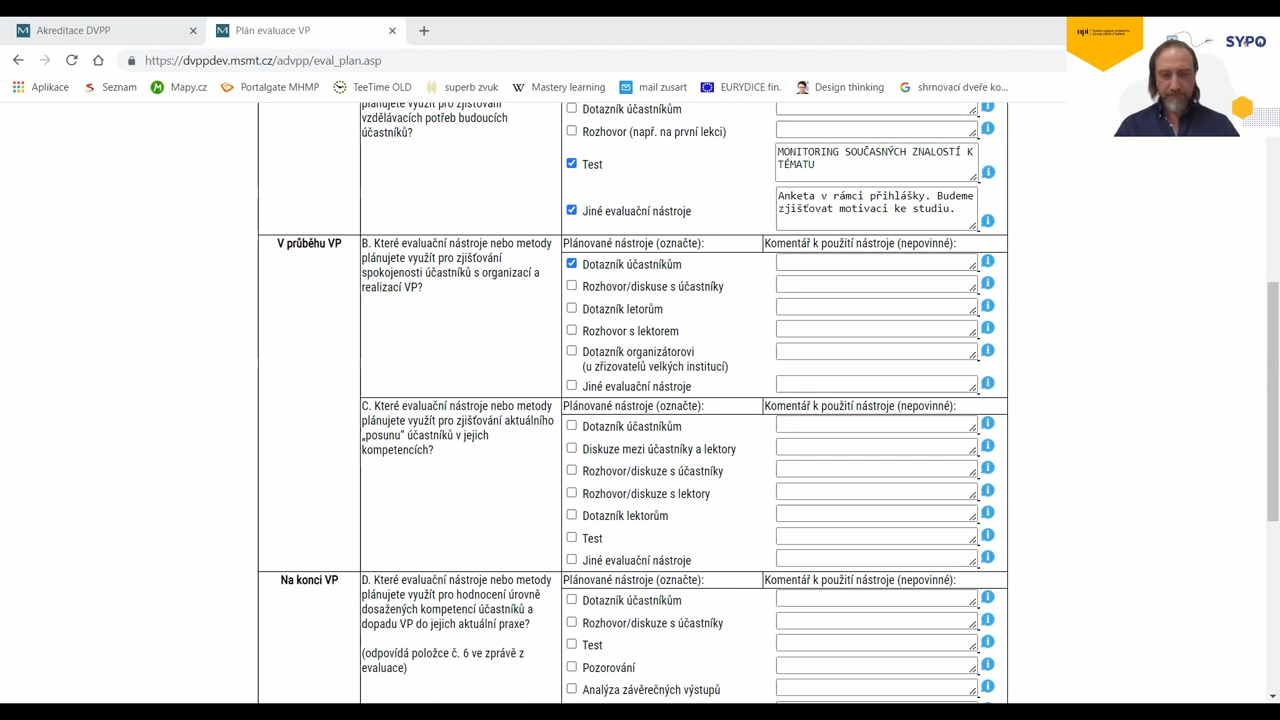 Akreditace DVPP
Plán evaluace VP
https://dvppdev.msmt.cz/advpp/eval_plan.asp
Aplikace
Seznam
Mapy.cz
Portalgate MHMP
TeeTime OLD
superb zvuk
Mastery learning
mail zusart
EURYDICE fin.
Design thinking
shrnovací dveře ko...
npi
SYPO
plánujete využít pro zjišťování
vzdělávacích potřeb budoucích
účastníků?
Dotazník účastníkům
Rozhovor (např. na první lekci)
Test
MONITORING SOUČASNÝCH ZNALOSTÍ K
TÉMATU
Jiné evaluační nástroje
Anketa v rámci přihlášky. Budeme
zjišťovat motivaci ke studiu.
V průběhu VP
B. Které evaluační nástroje nebo metody
plánujete využít pro zjišťování
spokojenosti účastníků s organizací a
realizací VP?
Plánované nástroje (označte):
Komentář k použití nástroje (nepovinné):
Dotazník účastníkům
Rozhovor/diskuse s účastníky
Dotazník letorům
Rozhovor s lektorem
Dotazník organizátorovi
(u zřizovatelů velkých institucí)
Jiné evaluační nástroje
C. Které evaluační nástroje nebo metody
plánujete využít pro zjišťování aktuálního
„posunu“ účastníků v jejich
kompetencích?
Plánované nástroje (označte):
Komentář k použití nástroje (nepovinné):
Dotazník účastníkům
Diskuze mezi účastníky a lektory
Rozhovor/diskuze s účastníky
Rozhovor/diskuze s lektory
Dotazník lektorům
Test
Jiné evaluační nástroje
Na konci VP
D. Které evaluační nástroje nebo metody
plánujete využít pro hodnocení úrovně
dosažených kompetencí účastníků a
dopadu VP do jejich aktuální praxe?
(odpovídá položce č. 6 ve zprávě z
evaluace)
Plánované nástroje (označte):
Komentář k použití nástroje (nepovinné):
Dotazník účastníkům
Rozhovor/diskuze s účastníky
Test
Pozorování
Analýza závěrečných výstupů